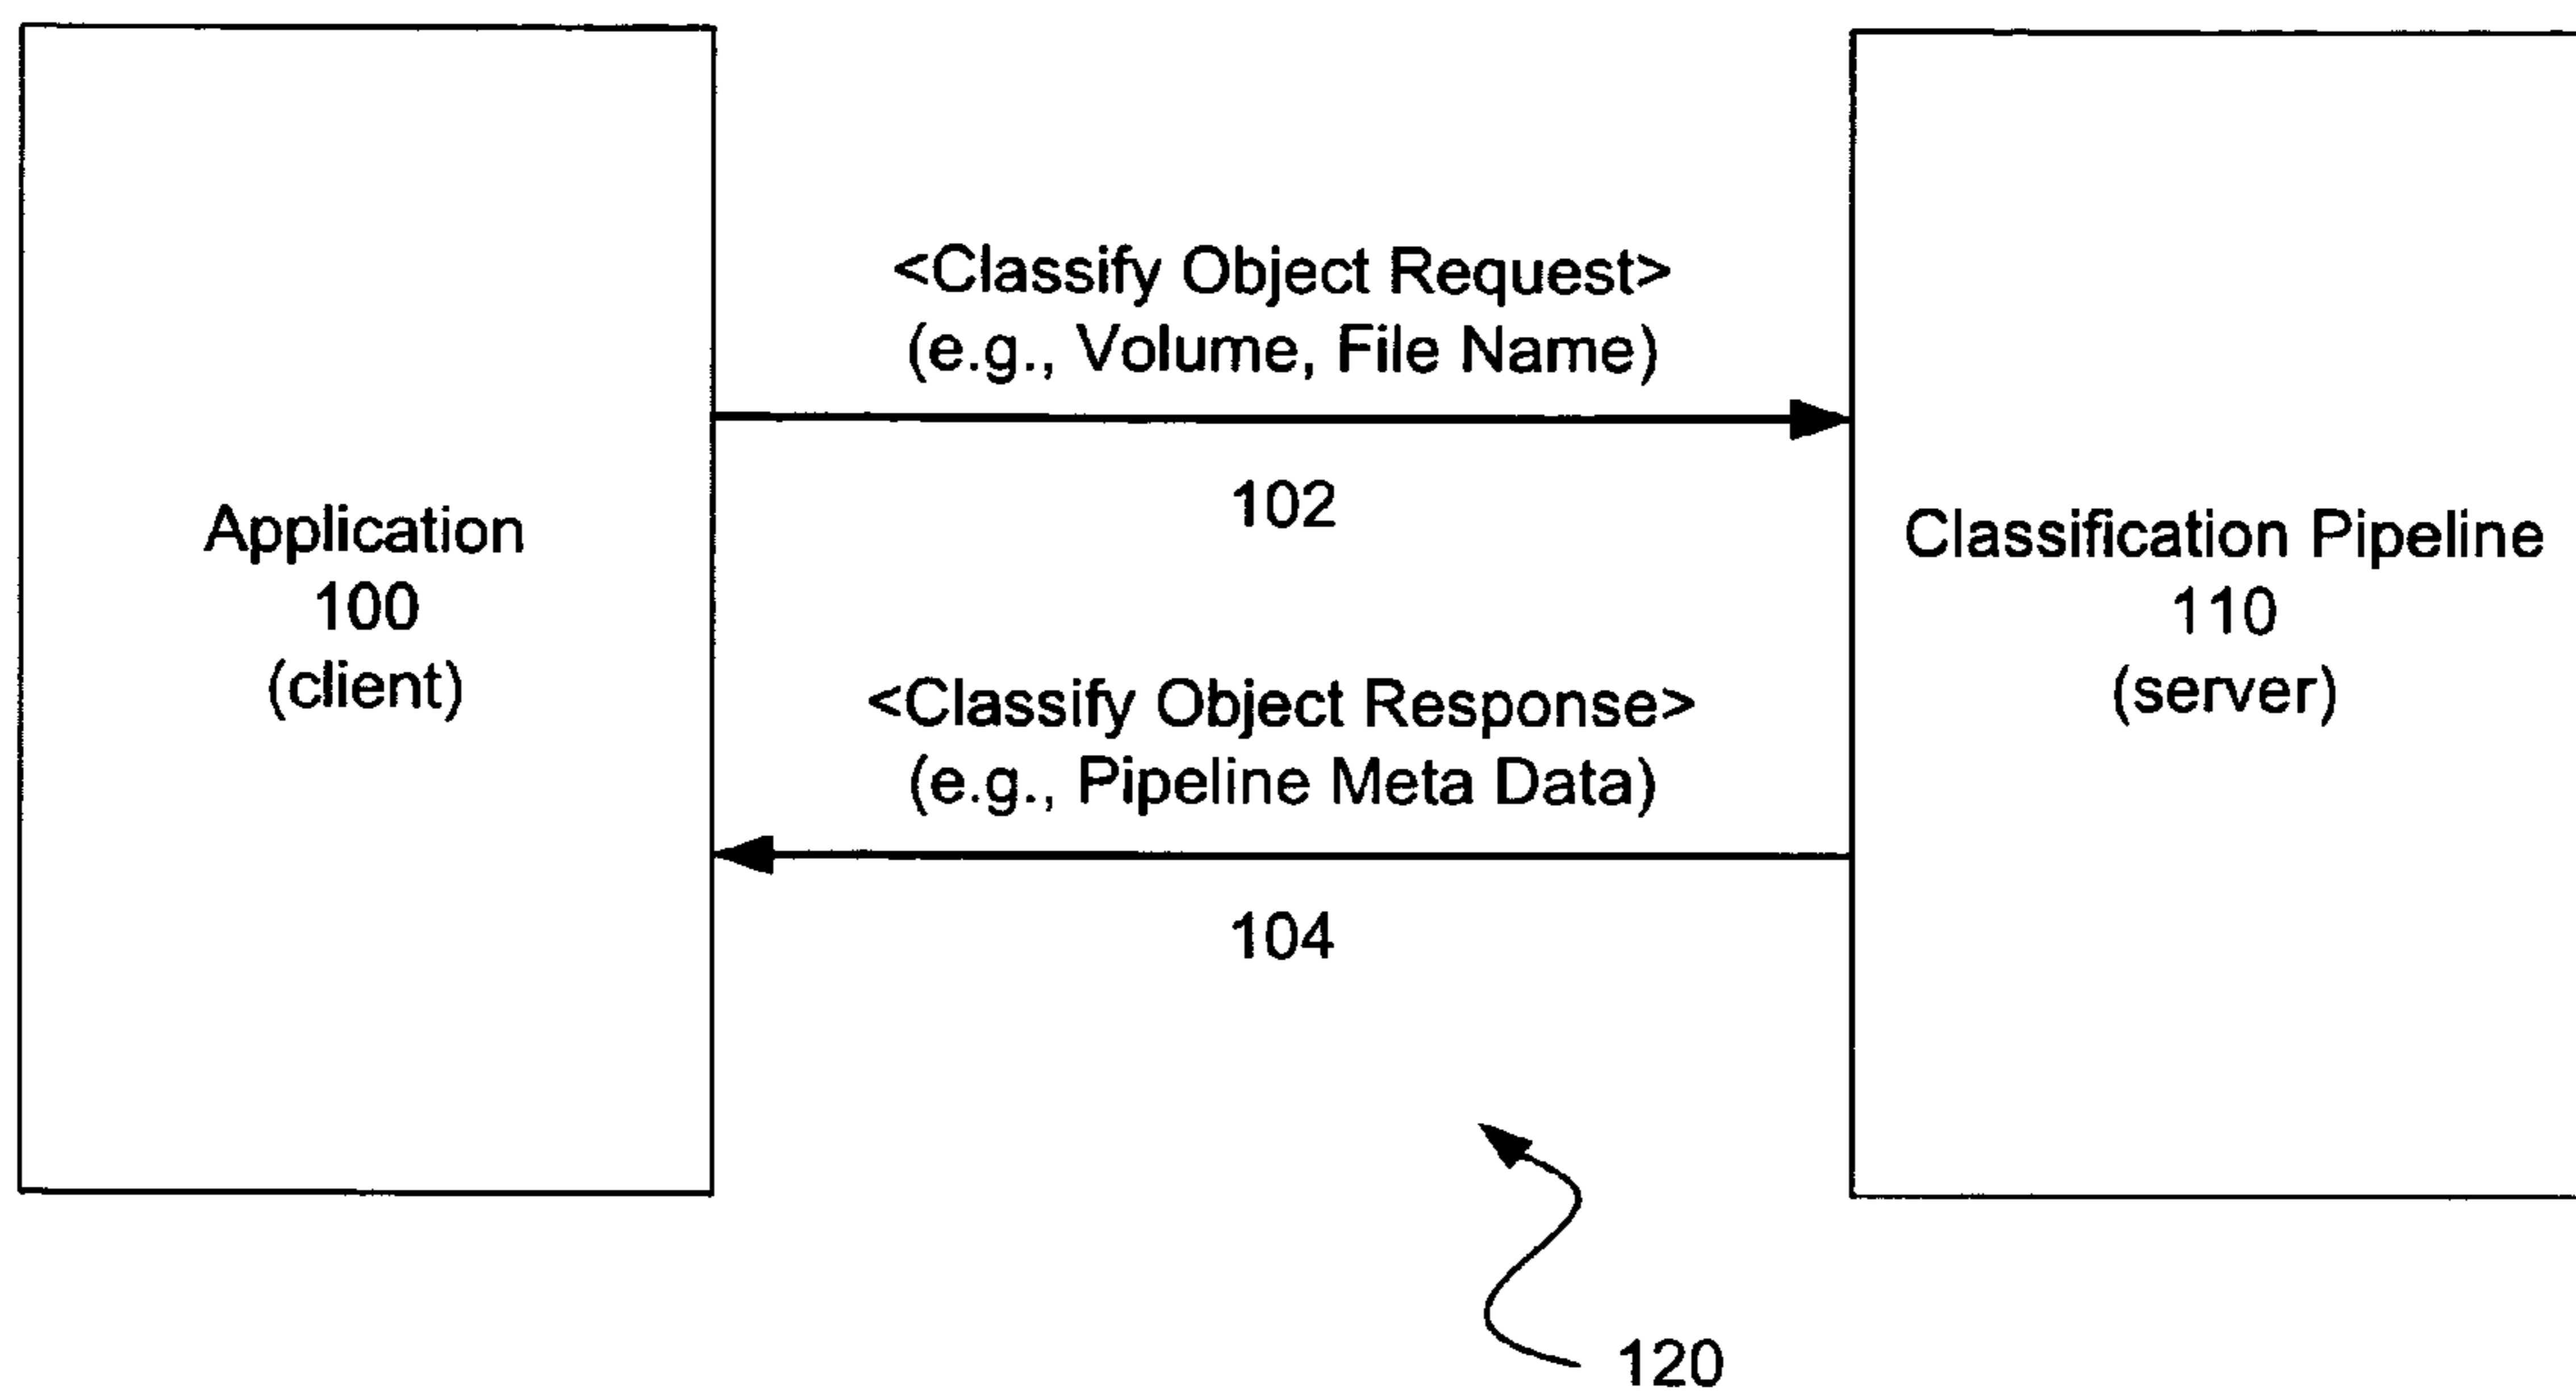 Application
100
(client)
<Classify Object Request>
(e.g., Volume, File Name)
102
<Classify Object Response>
(e.g., Pipeline Meta Data)
104
Classification Pipeline
110
(server)
120